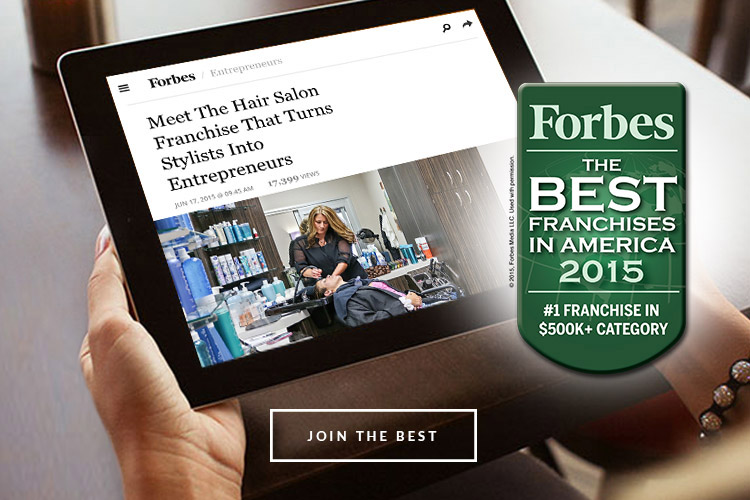 Forbes / Entrepreneurs
Meet The Hair Salon
Franchise That Turns
Stylists Into
Entrepreneurs
JUN 17, 2015 @ 09:45 AM 17,399 VIEWS
© 2015, Forbes Media LLC. Used with permission.
Forbes
THE
BEST
FRANCHISES
IN AMERICA
2015
#1 FRANCHISE IN
$500K+ CATEGORY
JOIN THE BEST